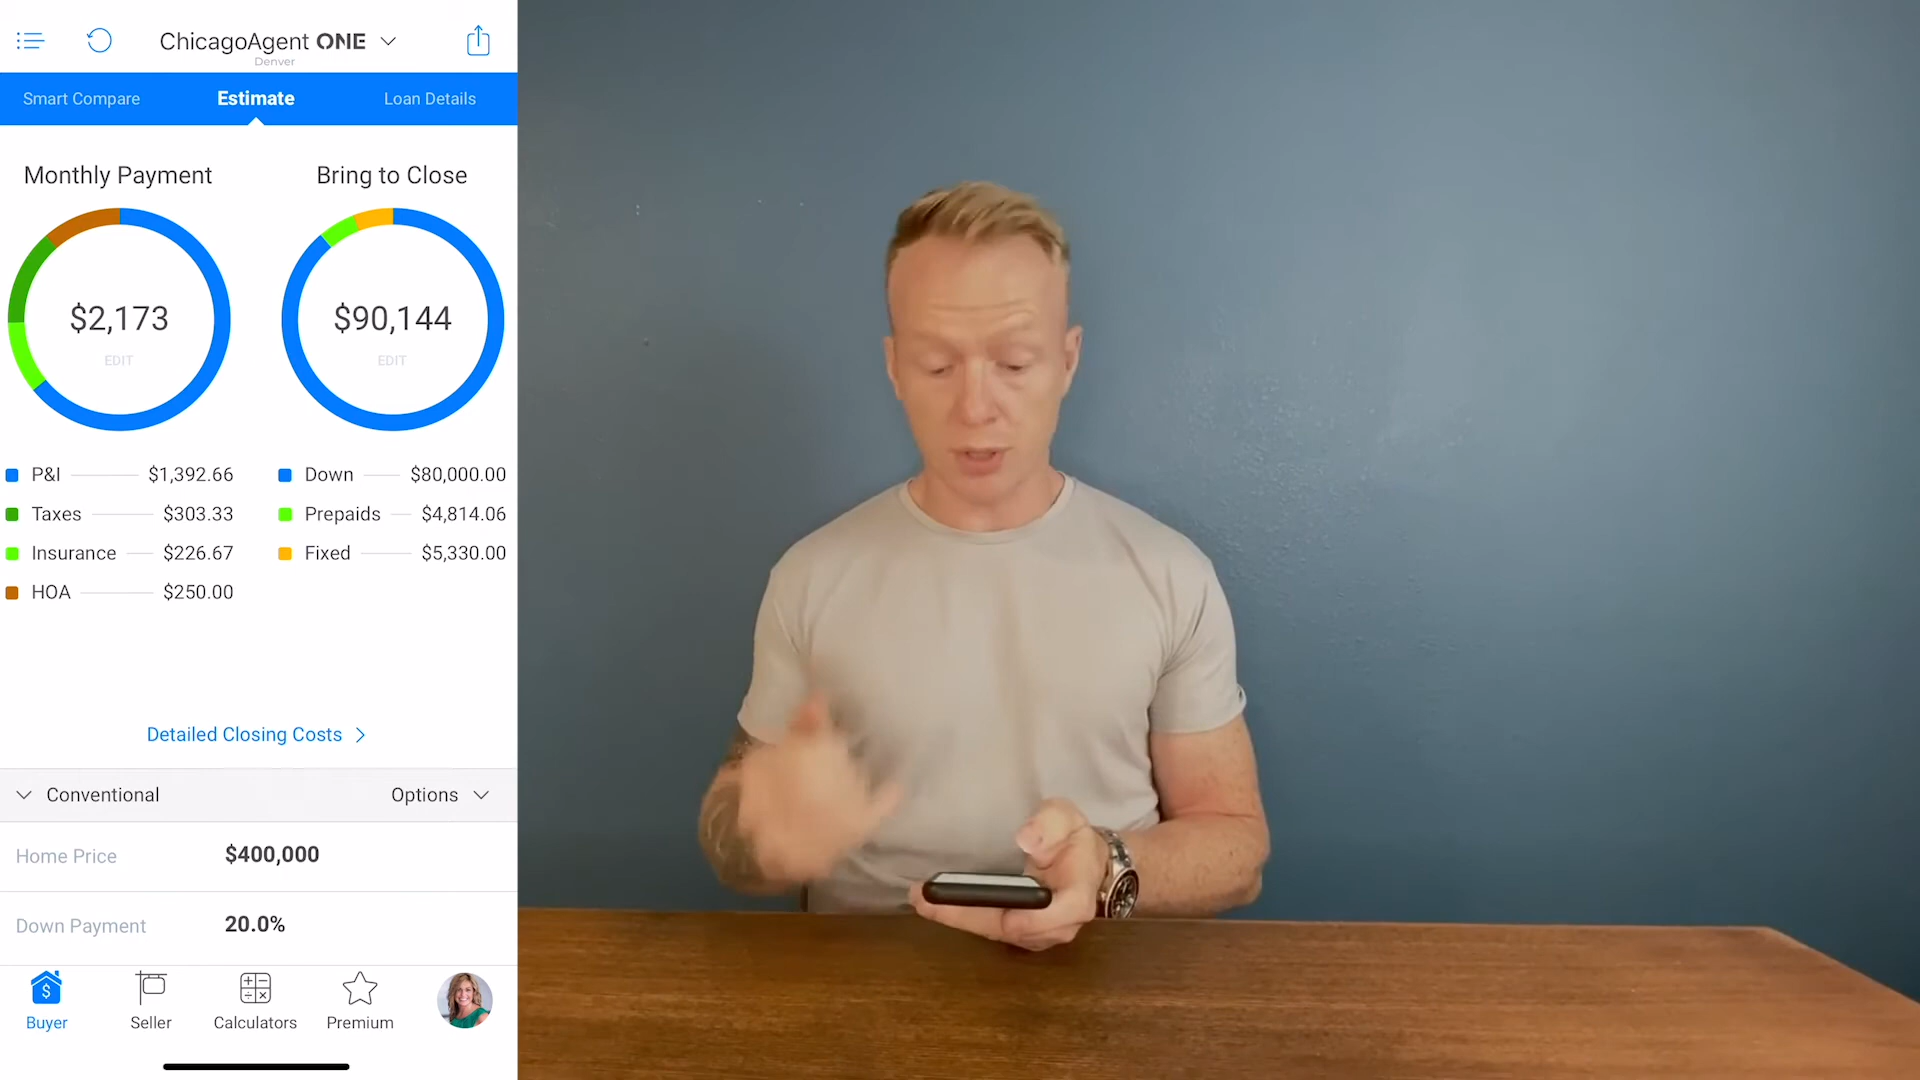 ChicagoAgent ONE
Denver
Smart Compare Estimate Loan Details
Monthly Payment
$2,173
EDIT
P&I $1,392.66
Taxes $303.33
Insurance $226.67
HOA $250.00
Bring to Close
$90,144
EDIT
Down $80,000.00
Prepaids $4,814.06
Fixed $5,330.00
Detailed Closing Costs
Conventional Options
Home Price $400,000
Down Payment 20.0%
Buyer Seller Calculators Premium